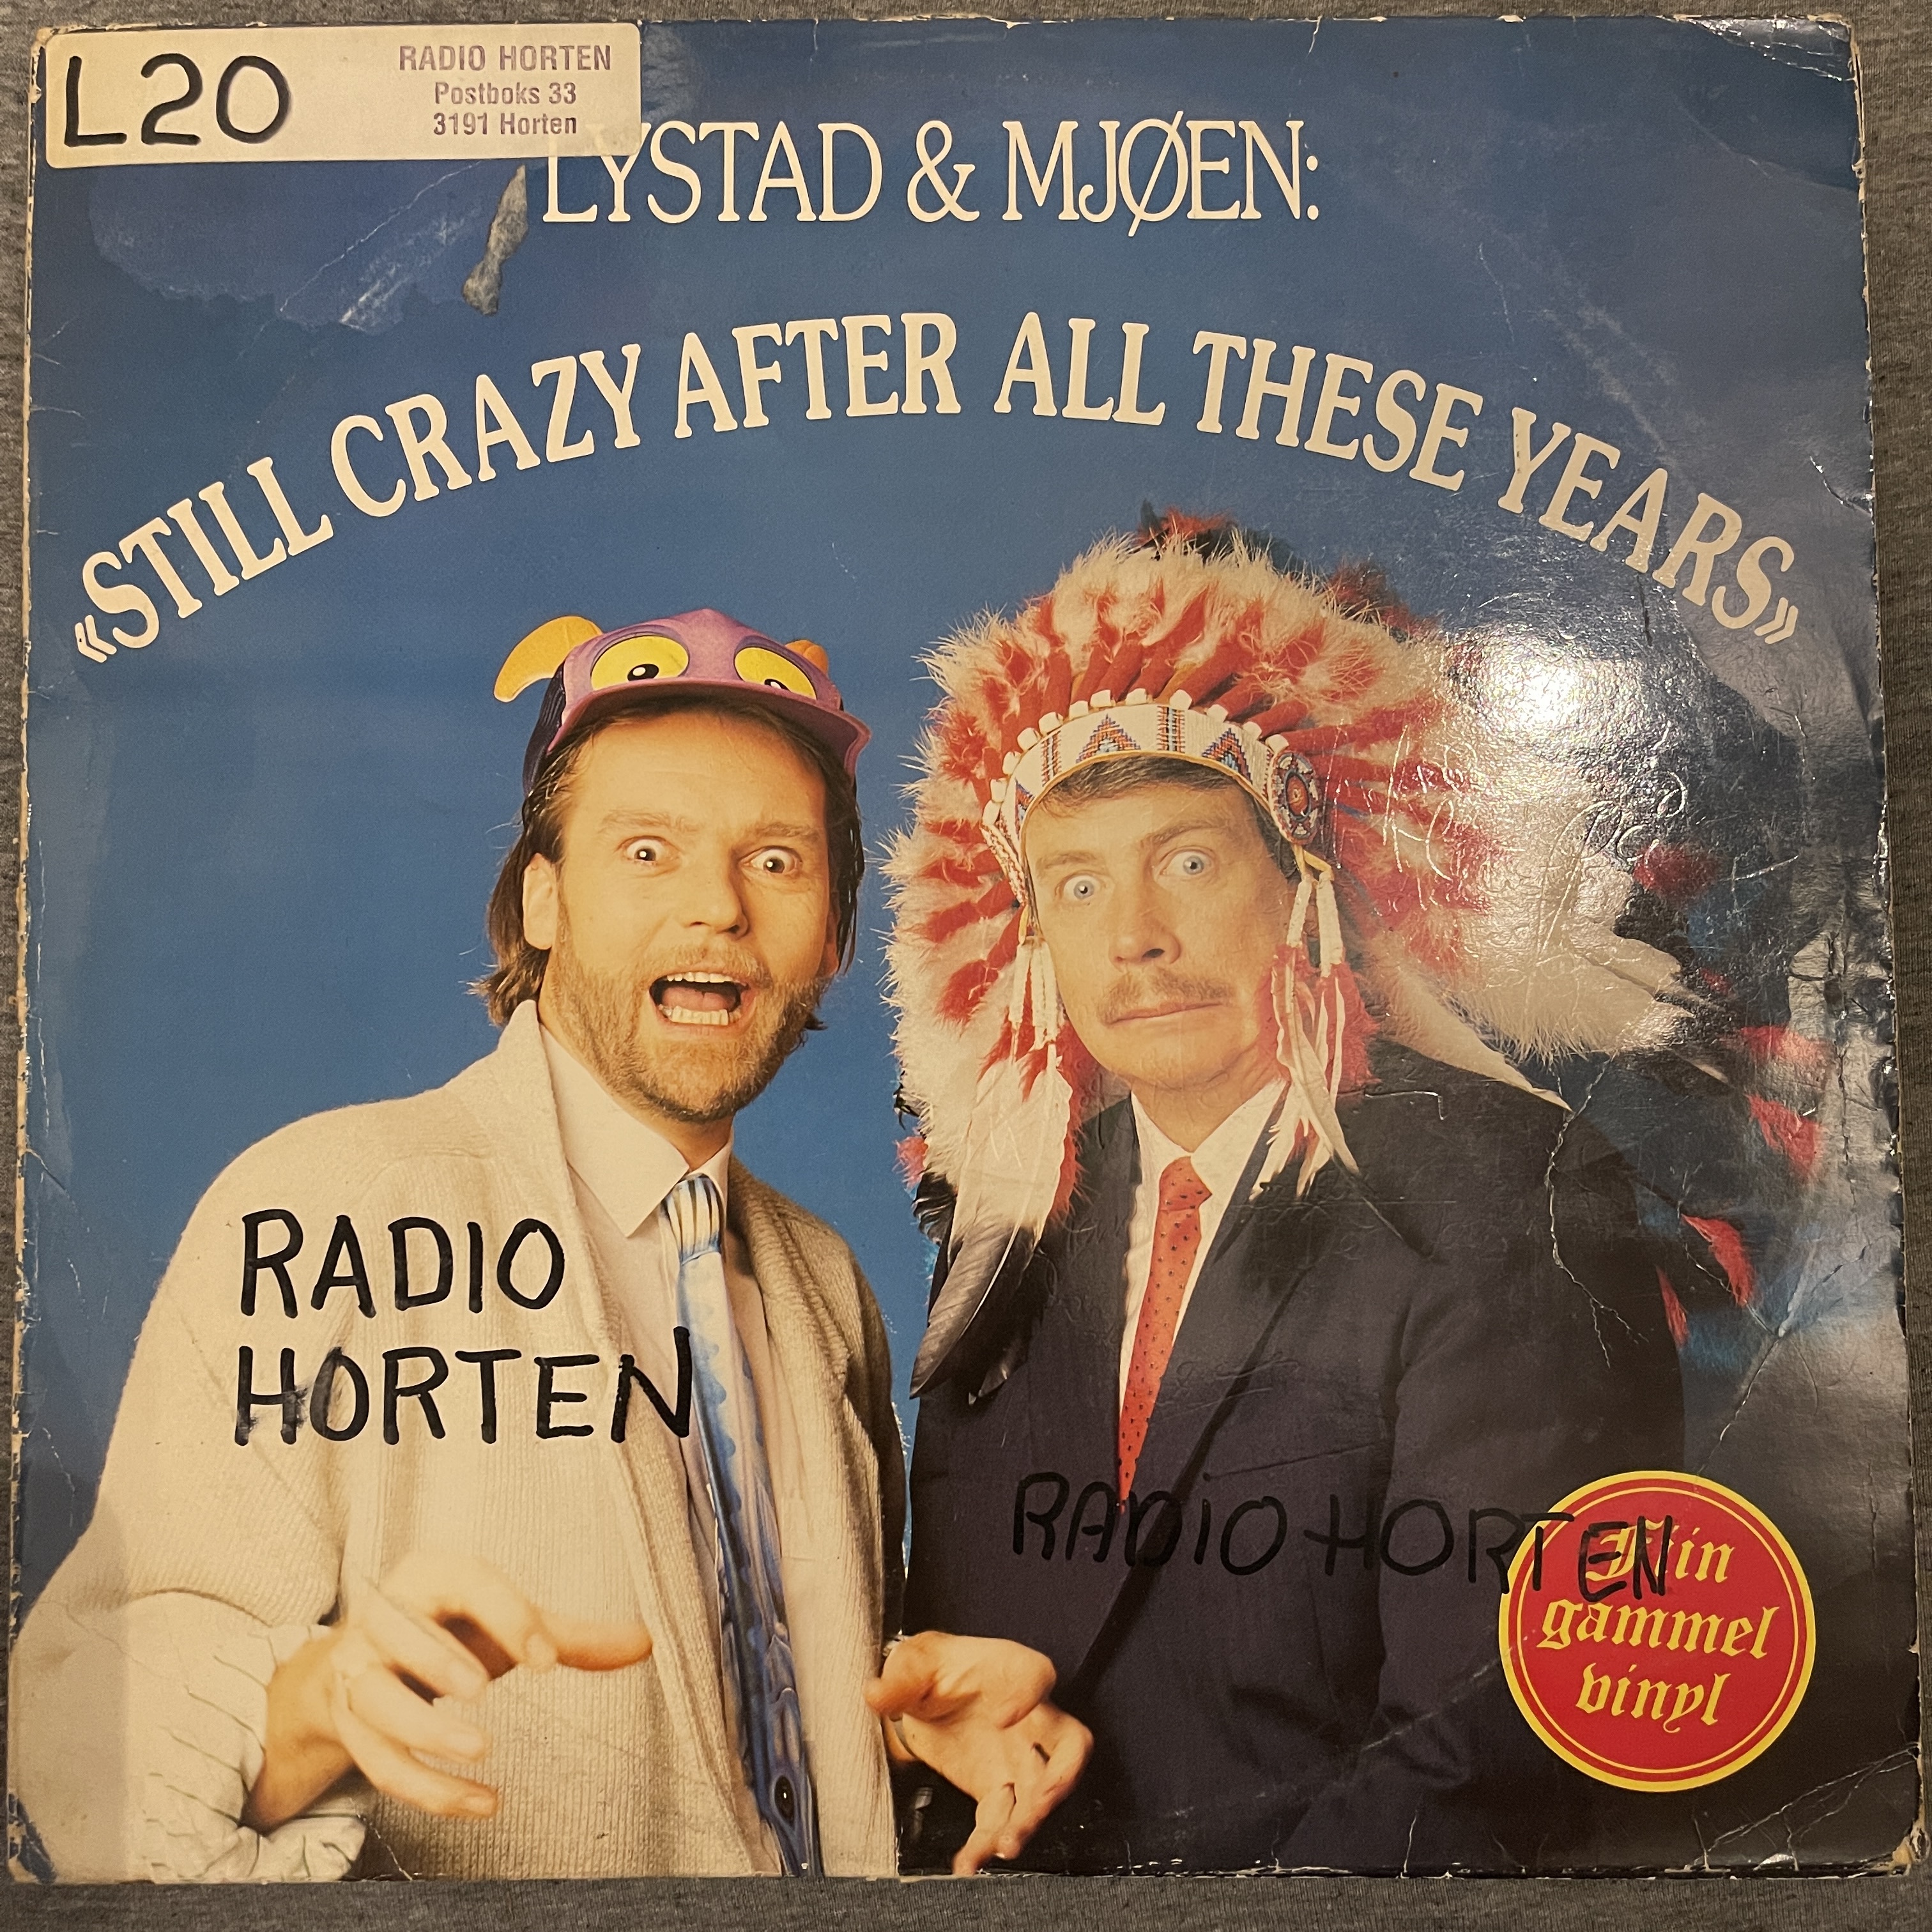 L20
RADIO HORTEN
Postboks 33
3191 Horten
LYSTAD & MJØEN:
«STILL CRAZY AFTER ALL THESE YEARS»
RADIO
HORTEN
RADIO HORTEN
Fin
gammel
vinyl